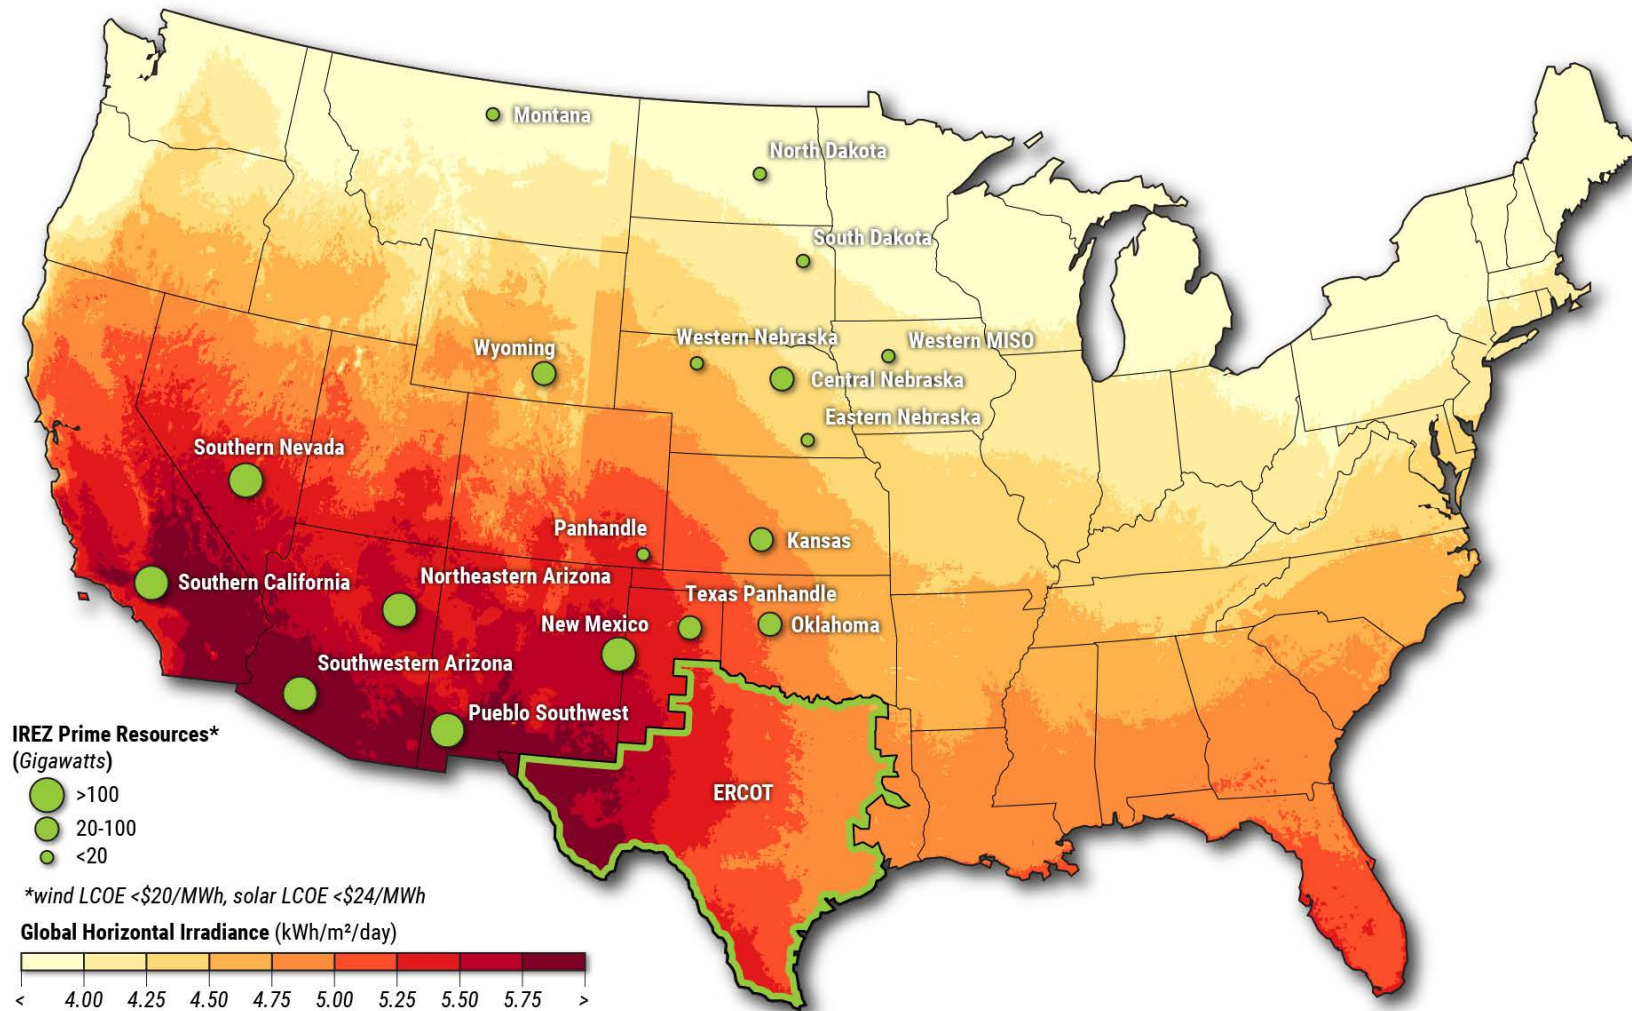 Montana
North Dakota
South Dakota
Western Nebraska
Western MISO
Wyoming
Central Nebraska
Eastern Nebraska
Southern Nevada
Panhandle
Kansas
Southern California
Northeastern Arizona
Texas Panhandle
New Mexico
Oklahoma
Southwestern Arizona
Pueblo Southwest
ERCOT
IREZ Prime Resources*
(Gigawatts)
>100
20-100
<20
*wind LCOE <$20/MWh, solar LCOE <$24/MWh
Global Horizontal Irradiance (kWh/m²/day)
< 4.00 4.25 4.50 4.75 5.00 5.25 5.50 5.75 >